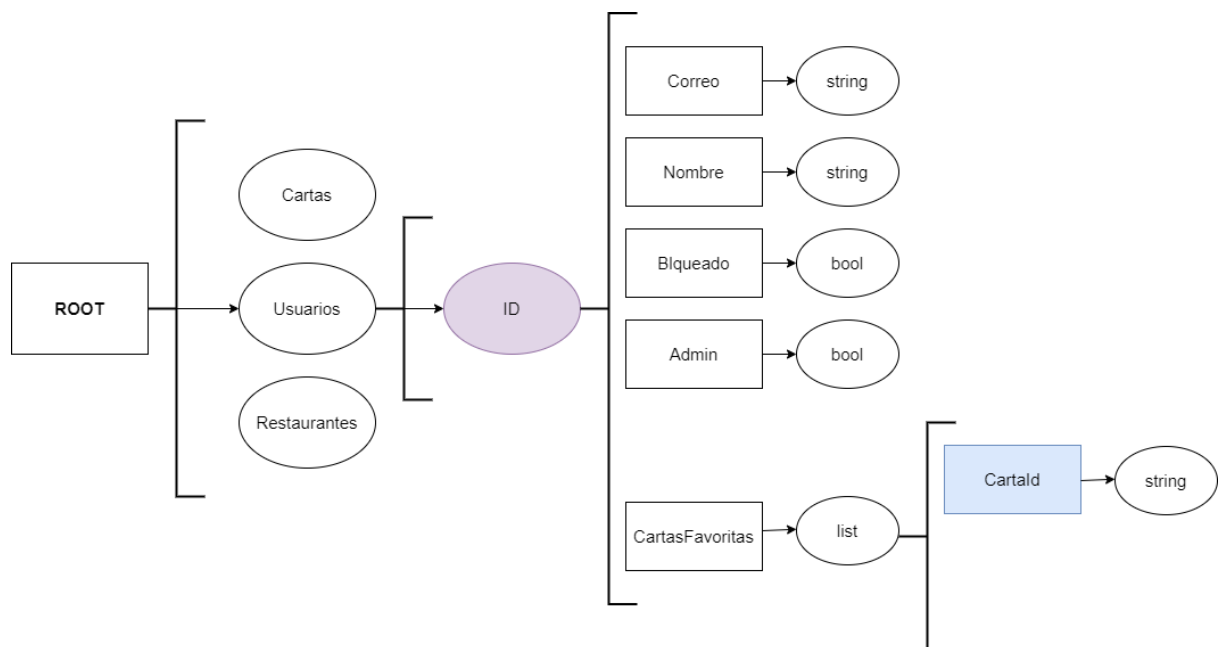 ROOT
Cartas
Usuarios
Restaurantes
ID
Correo
string
Nombre
string
Blqueado
bool
Admin
bool
CartasFavoritas
list
CartaId
string